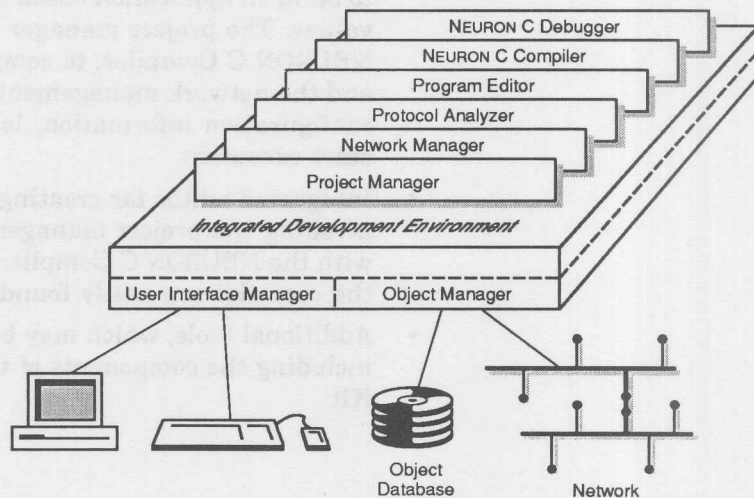 NEURON C Debugger
NEURON C Compiler
Program Editor
Protocol Analyzer
Network Manager
Project Manager
Integrated Development Environment
User Interface Manager
Object Manager
Object
Database
Network